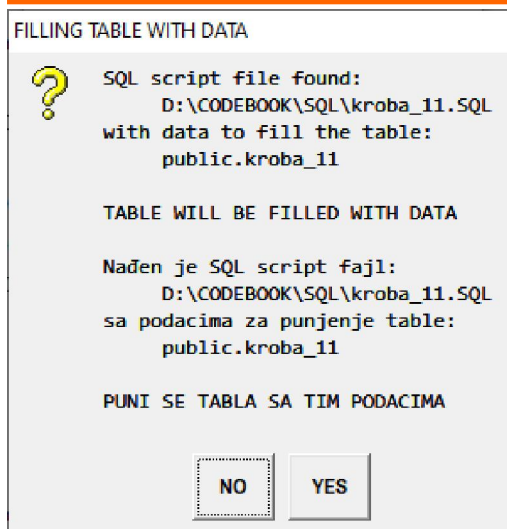 FILLING TABLE WITH DATA
SQL script file found:
D:\CODEBOOK\SQL\kroba_11.SQL
with data to fill the table:
public.kroba_11
TABLE WILL BE FILLED WITH DATA
Nađen je SQL script fajl:
D:\CODEBOOK\SQL\kroba_11.SQL
sa podacima za punjenje table:
public.kroba_11
PUNI SE TABLA SA TIM PODACIMA
NO YES